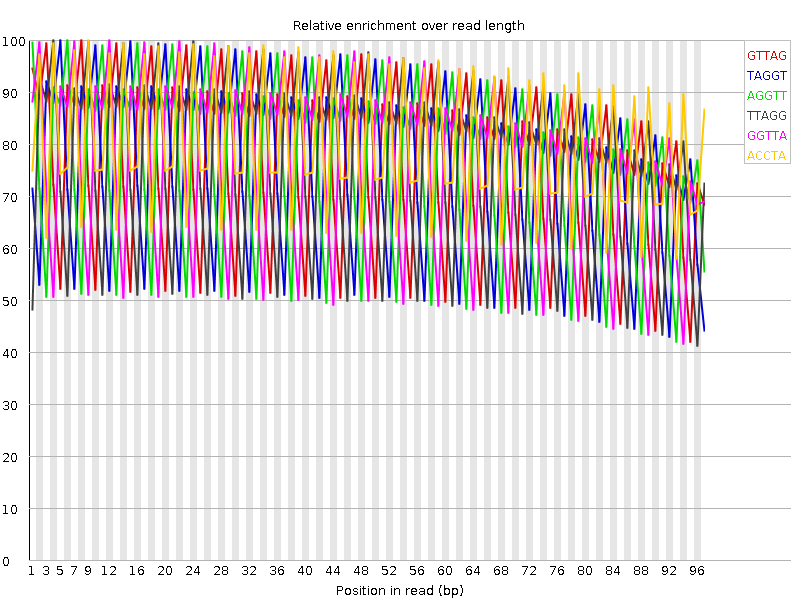 Relative enrichment over read length
100
90
80
70
60
50
40
30
20
10
0
GTTAG
TAGGT
AGGTT
TTAGG
GGTTA
ACCTA
1 3 5 7 9 12 16 20 24 28 32 36 40 44 48 52 56 60 64 68 72 76 80 84 88 92 96
Position in read (bp)